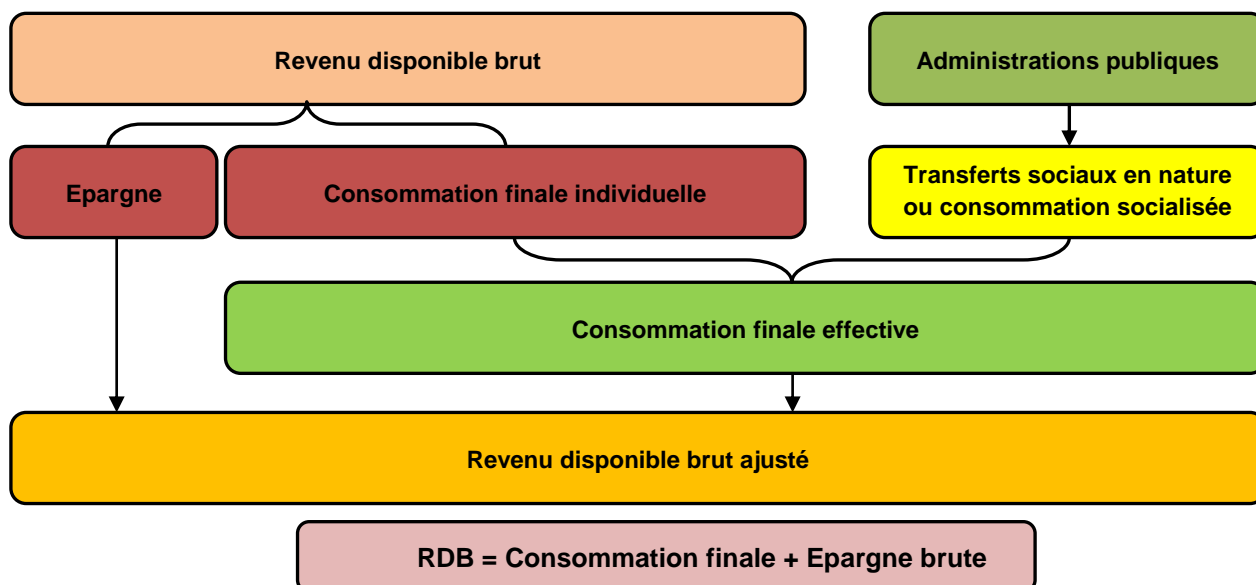 Revenu disponible brut
Administrations publiques
Epargne
Consommation finale individuelle
Transferts sociaux en nature
ou consommation socialisée
Consommation finale effective
Revenu disponible brut ajusté
RDB = Consommation finale + Epargne brute